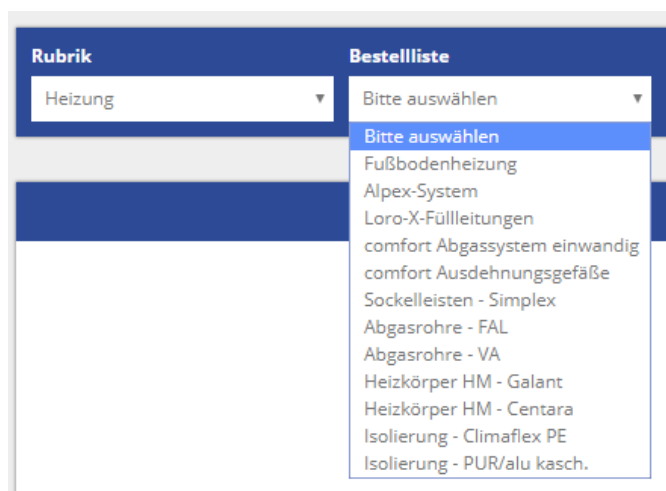 Rubrik
Bestellliste
Heizung
Bitte auswählen
Bitte auswählen
Fußbodenheizung
Alpex-System
Loro-X-Füllleitungen
comfort Abgassystem einwandig
comfort Ausdehnungsgefäße
Sockelleisten - Simplex
Abgasrohre - FAL
Abgasrohre - VA
Heizkörper HM - Galant
Heizkörper HM - Centara
Isolierung - Climaflex PE
Isolierung - PUR/alu kasch.